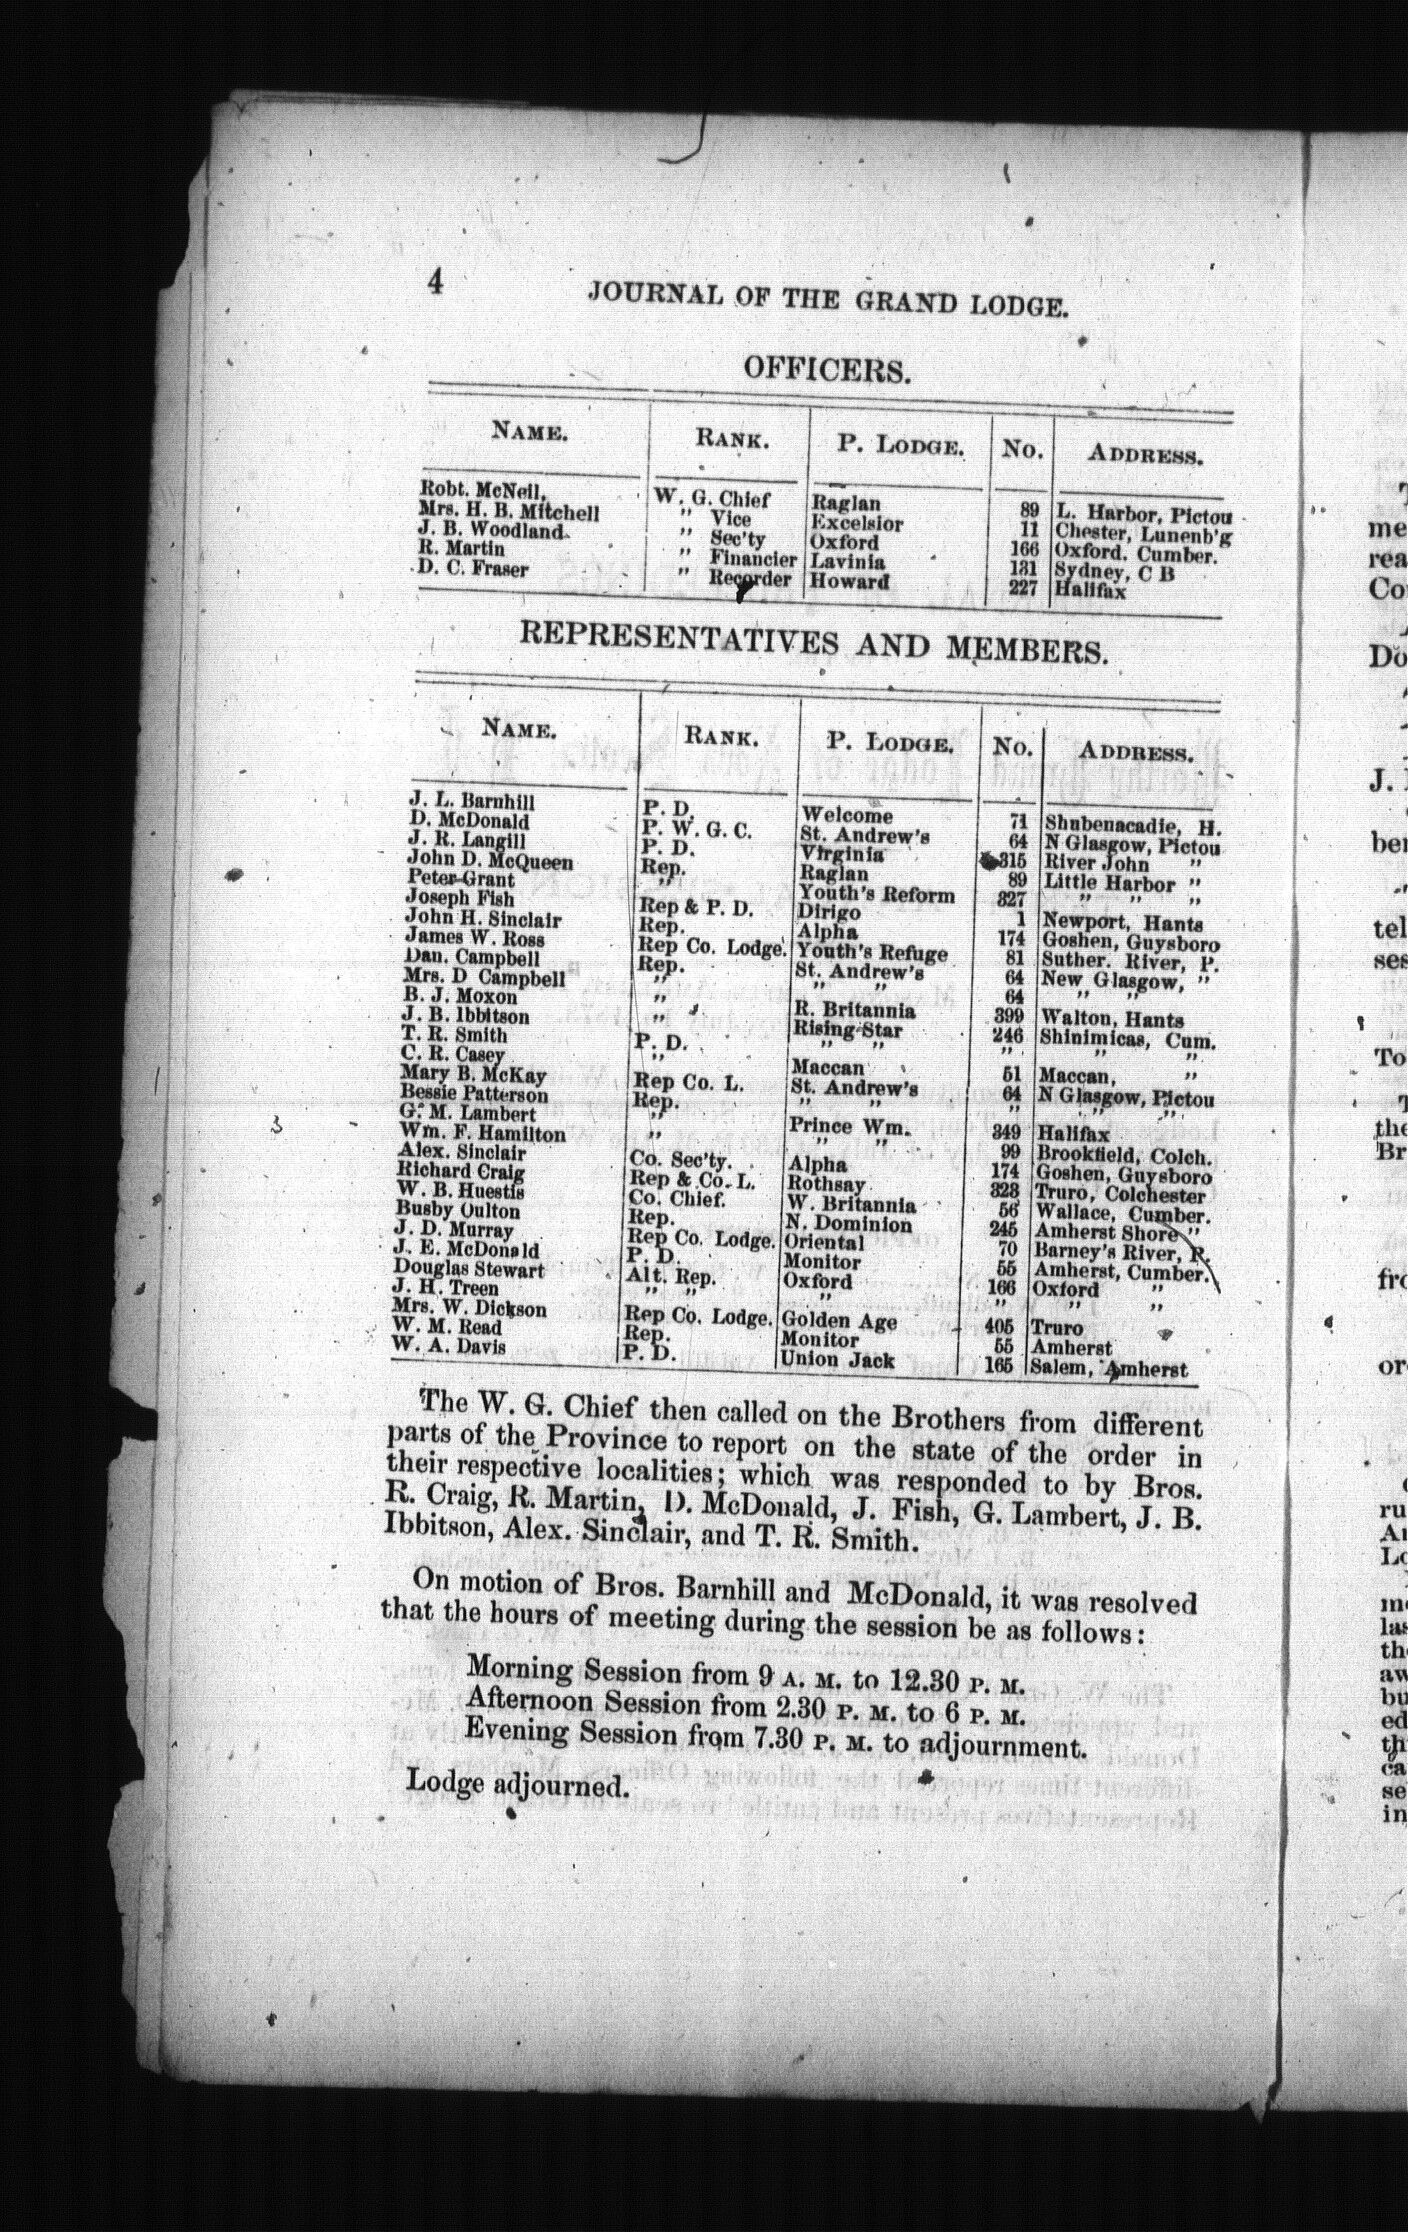 4 JOURNAL OF THE GRAND LODGE.
OFFICERS.
NAME. RANK. P. LODGE. NO. ADDRESS.
Robt. McNeil, W. G. Chief Raglan 89 L. Harbor, Pictou
Mrs. H. B. Mitchell " Vice Excelsior 11 Chester, Lunenb'g
J. B. Woodland " Sec'ty Oxford 166 Oxford. Cumber.
R. Martin " Financier Lavinia 131 Sydney, C B
D. C. Fraser " Recorder Howard 227 Halifax
REPRESENTATIVES AND MEMBERS.
NAME. RANK. P. LODGE. NO. ADDRESS.
J. L. Barnhill P. D. Welcome 71 Shubenacadie, H.
D. McDonald P. W. G. C. St. Andrew's 64 N Glasgow, Pictou
J. R. Langill P. D. Virginia 315 River John "
John D. McQueen Rep. Raglan 89 Little Harbor "
Peter Grant " Youth's Reform 327 " " "
Joseph Fish Rep & P. D. Dirigo 1 Newport, Hants
John H. Sinclair Rep. Alpha 174 Goshen, Guysboro
James W. Ross Rep Co. Lodge. Youth's Refuge 81 Suther. River, P.
Dan. Campbell Rep. St. Andrew's 64 New Glasgow, "
Mrs. D Campbell " " " 64 " "
B. J. Moxon " R. Britannia 399 Walton, Hants
J. B. Ibbitson " Rising Star 246 Shinimicas, Cum.
T. R. Smith P. D. " " " " "
C. R. Casey " Maccan 51 Maccan, "
Mary B. McKay Rep Co. L. St. Andrew's 64 N Glasgow, Pictou
Bessie Patterson Rep. " " " " "
G. M. Lambert " Prince Wm. 349 Halifax
Wm. F. Hamilton " " " 99 Brookfield, Colch.
Alex. Sinclair Co. Sec'ty. Alpha 174 Goshen, Guysboro
Richard Craig Rep & Co. L. Rothsay 328 Truro, Colchester
W. B. Huestis Co. Chief. W. Britannia 56 Wallace, Cumber.
Busby Oulton Rep. N. Dominion 245 Amherst Shore "
J. D. Murray Rep Co. Lodge. Oriental 70 Barney's River, P.
J. E. McDonald P. D. Monitor 55 Amherst, Cumber.
Douglas Stewart Alt. Rep. Oxford 166 Oxford "
J. H. Treen " " " " " "
Mrs. W. Dickson Rep Co. Lodge. Golden Age 405 Truro
W. M. Read Rep. Monitor 55 Amherst
W. A. Davis P. D. Union Jack 165 Salem, Amherst
The W. G. Chief then called on the Brothers from different
parts of the Province to report on the state of the order in
their respective localities; which was responded to by Bros.
R. Craig, R. Martin, D. McDonald, J. Fish, G. Lambert, J. B.
Ibbitson, Alex. Sinclair, and T. R. Smith.
On motion of Bros. Barnhill and McDonald, it was resolved
that the hours of meeting during the session be as follows:
Morning Session from 9 A. M. to 12.30 P. M.
Afternoon Session from 2.30 P. M. to 6 P. M.
Evening Session from 7.30 P. M. to adjournment.
Lodge adjourned.